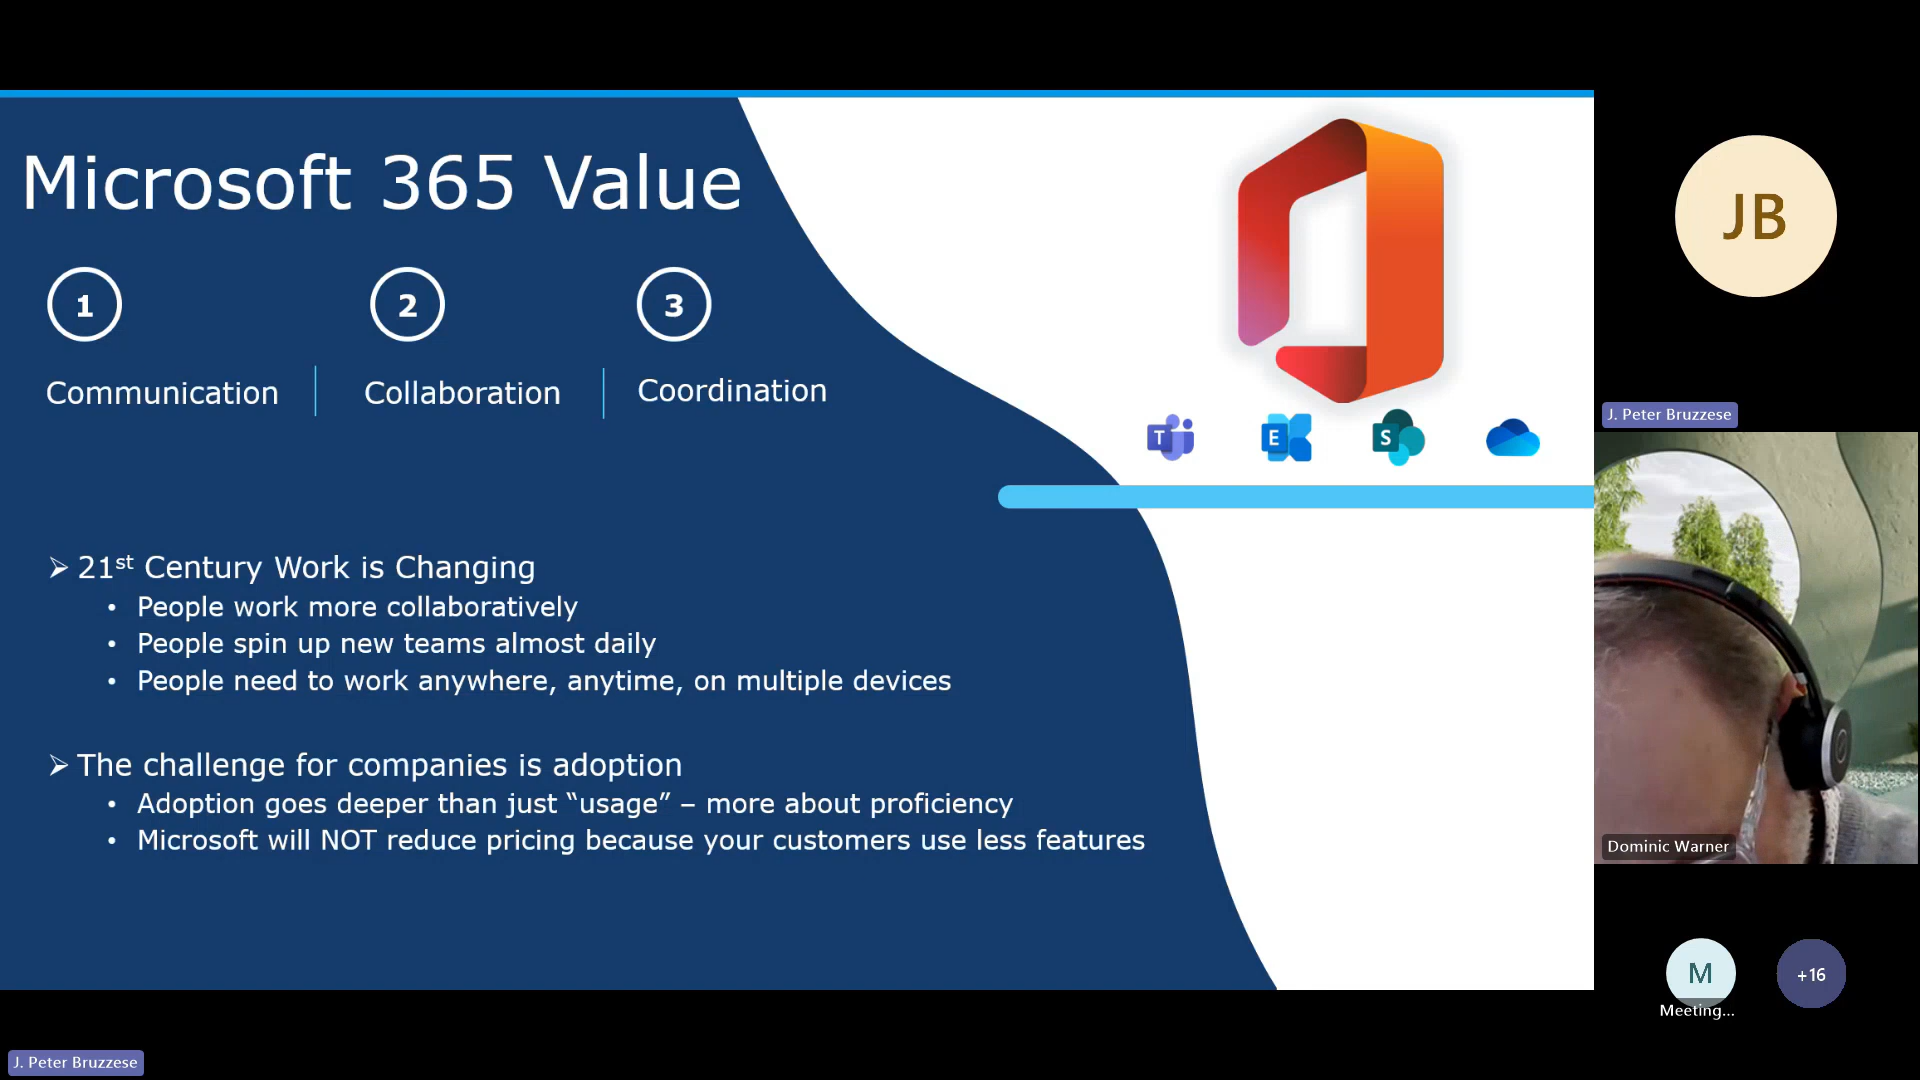 Microsoft 365 Value
1
2
3
Communication
Collaboration
Coordination
T
E
S
➢ 21st Century Work is Changing
• People work more collaboratively
• People spin up new teams almost daily
• People need to work anywhere, anytime, on multiple devices
➢ The challenge for companies is adoption
• Adoption goes deeper than just “usage” – more about proficiency
• Microsoft will NOT reduce pricing because your customers use less features
JB
J. Peter Bruzzese
Dominic Warner
M
Meeting...
+16
J. Peter Bruzzese